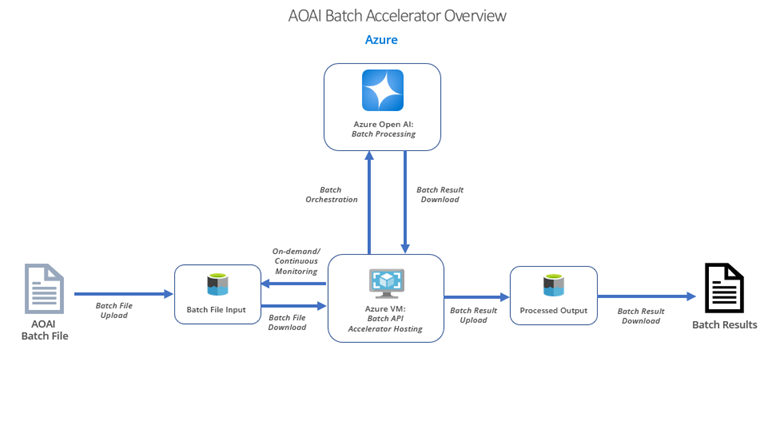 AOAI Batch Accelerator Overview
Azure
Azure Open AI:
Batch Processing
Batch
Orchestration
Batch Result
Download
On-demand/
Continuous
Monitoring
AOAI
Batch File
Batch File
Upload
Batch File Input
Batch File
Download
Azure VM:
Batch API
Accelerator Hosting
Batch Result
Upload
Processed Output
Batch Result
Download
Batch Results